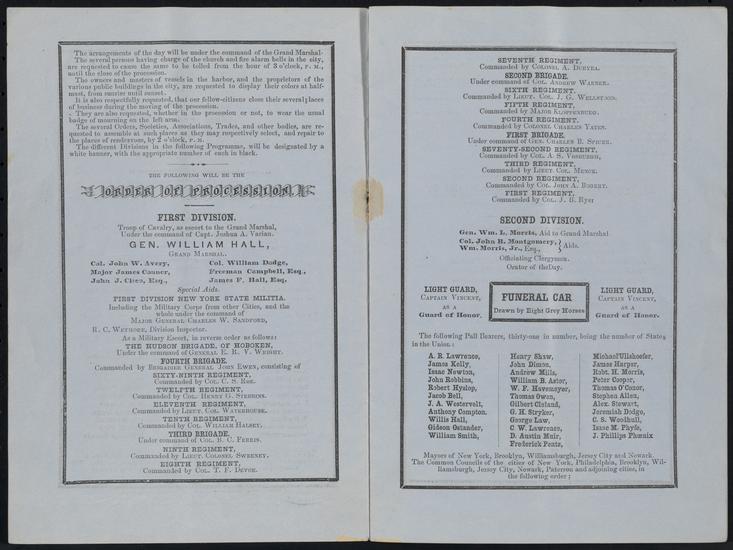 The arrangements of the day will be under the command of the Grand Marshal-
The several persons having charge of the church and fire alarm bells in the city,
are requested to cause the same to be tolled from the hour of 3 o'clock, P. M.,
until the close of the procession.
The owners and masters of vessels in the harbor, and the proprietors of the
various public buildings in the city, are requested to display their colors at half-
mast, from sunrise until sunset.
It is also respectfully requested, that our fellow-citizens close their several places
of business during the moving of the procession.
They are also requested, whether in the procession or not, to wear the usual
badge of mourning on the left arm.
The several Orders, Societies, Associations, Trades, and other bodies, are re-
quested to assemble at such places as they may respectively select, and repair to
the places of rendezvous, by 2 o'clock, P. M.
The different Divisions in the following Programme, will be designated by a
white banner, with the appropriate number of each in black.
THE FOLLOWING WILL BE THE
ORDER OF PROCESSION.
FIRST DIVISION.
Troop of Cavalry, as escort to the Grand Marshal,
Under the command of Capt. Joshua A. Varian.
GEN. WILLIAM HALL,
GRAND MARSHAL.
Col. John W. Avery, Col. William Dodge,
Major James Conner, Freeman Campbell, Esq.,
John J. Esq., James F. Hall, Esq.
Special Aids.
FIRST DIVISION NEW YORK STATE MILITIA.
Including the Military Corps from other Cities, and the
whole under the command of
MAJOR GENERAL CHARLES W. SANDFORD,
R. C. WETMORE, Division Inspector.
As a Military Escort, in reverse order as follows:
THE HUDSON BRIGADE, OF HOBOKEN,
Under the command of GENERAL E. R. V. WRIGHT.
FOURTH BRIGADE.
Commanded by BRIGADIER GENERAL JOHN EWEN, consisting of
SIXTY-NINTH REGIMENT,
Commanded by COL. C. S. ROE.
TWELFTH REGIMENT,
Commanded by COL. HENRY G. STEBBINS.
ELEVENTH REGIMENT,
Commanded by LIEUT. COL. WATERHOUSE.
TENTH REGIMENT,
Commanded by COL. WILLIAM HALSEY.
THIRD BRIGADE.
Under command of COL. B. C. FERRIS.
NINTH REGIMENT,
Commanded by LIEUT. COLONEL SWEENEY.
EIGHTH REGIMENT,
Commanded by COL. T. F. DEVOE.
SEVENTH REGIMENT,
Commanded by COLONEL A. DURYEA.
SECOND BRIGADE.
Under command of COL. ANDREW WARNER.
SIXTH REGIMENT,
Commanded by LIEUT. COL. J. G.
FIFTH REGIMENT,
Commanded by MAJOR
FOURTH REGIMENT,
Commanded by COLONEL CHARLES YATES.
FIRST BRIGADE,
Under command of GEN. CHARLES B. SPICER.
SEVENTY-SECOND REGIMENT,
Commanded by COL. A. S. VOSBURGH,
THIRD REGIMENT,
Commanded by LIEUT COL. MENCK.
SECOND REGIMENT,
Commanded by COL. JOHN A. BOGERT.
FIRST REGIMENT,
Commanded by COL. J. B. Ryer
SECOND DIVISION.
Gen. Wm. L. Morris, Aid to Grand Marshal
Col. John B. Montgomery,
Wm. Morris, Jr., Esq., } Aids.
Officiating Clergymen.
Orator of the Day.
LIGHT GUARD, FUNERAL CAR LIGHT GUARD,
CAPTAIN VINCENT, Drawn by Eight Grey Horses CAPTAIN VINCENT,
AS A AS A
Guard of Honor. Guard of Honor.
The following Pall Bearers, thirty-one in number, being the number of States
in the Union:
A. R. Lawrence, Henry Shaw, Michael Ulshoefer,
James Kelly, John Dimon, James Harper,
Isaac Newton, Andrew Mills, Robt. H. Morris,
John Robbins, William B. Astor, Peter Cooper,
Robert Hyslop, W. F. Havemeyer, Thomas O'Conor,
Jacob Bell, Thomas Owen, Stephen Allen,
J. A. Westervelt, Gilbert Cleland, Alex. Stewart,
Anthony Compton. G. H. Stryker, Jeremiah Dodge,
Willis Hall, George Law, C. S. Woolhull,
Gideon Ostander, C. W. Lawrence, Isaac M. Phyfe,
William Smith, D. Austin Muir, J. Phillips Phœnix
Frederick Pentz,
Mayors of New York, Brooklyn, Williamsburgh, Jersey City and Newark.
The Common Councils of the cities of New York, Philadelphia, Brooklyn, Wil-
liamsburgh, Jersey City, Newark, Paterson and adjoining cities, in
the following order: